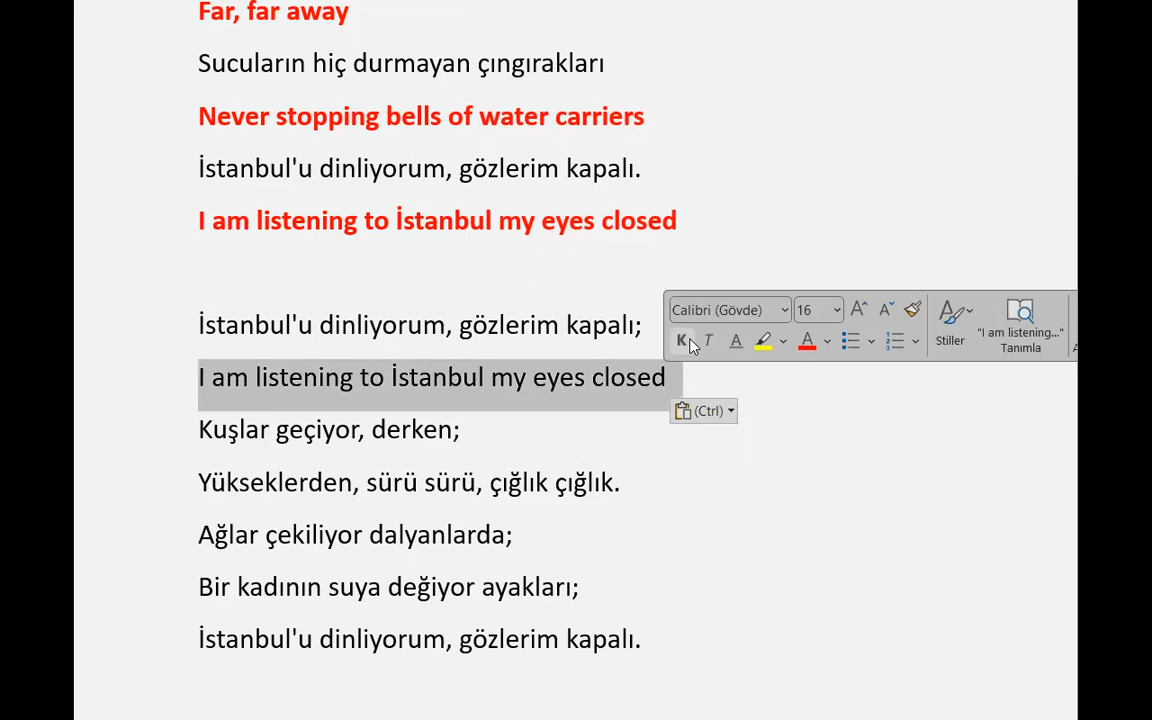 Far, far away
Sucuların hiç durmayan çıngırakları
Never stopping bells of water carriers
İstanbul'u dinliyorum, gözlerim kapalı.
I am listening to İstanbul my eyes closed
İstanbul'u dinliyorum, gözlerim kapalı;
Calibri (Gövde) 16
K T A A
Stiller
"I am listening..."
Tanımla
I am listening to İstanbul my eyes closed
(Ctrl)
Kuşlar geçiyor, derken;
Yükseklerden, sürü sürü, çığlık çığlık.
Ağlar çekiliyor dalyanlarda;
Bir kadının suya değiyor ayakları;
İstanbul'u dinliyorum, gözlerim kapalı.